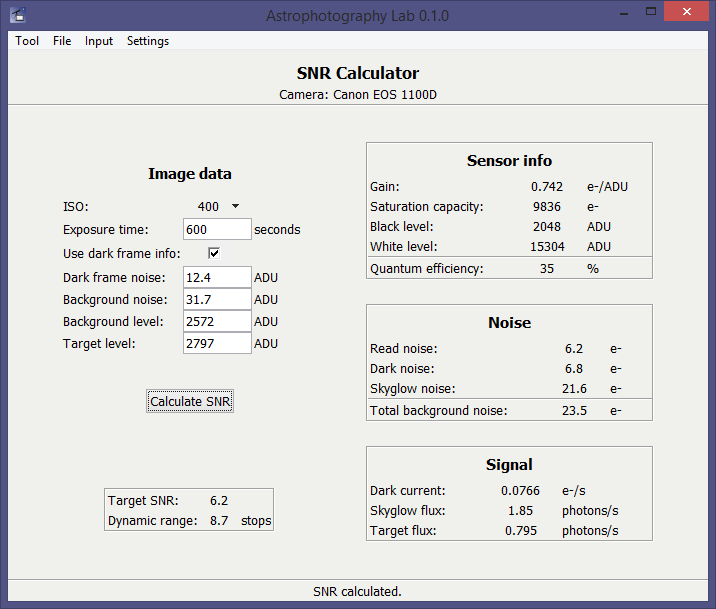 Astrophotography Lab 0.1.0
Tool File Input Settings
SNR Calculator
Camera: Canon EOS 1100D
Image data
ISO: 400
Exposure time: 600 seconds
Use dark frame info:
Dark frame noise: 12.4 ADU
Background noise: 31.7 ADU
Background level: 2572 ADU
Target level: 2797 ADU
Calculate SNR
Target SNR: 6.2
Dynamic range: 8.7 stops
Sensor info
Gain: 0.742 e-/ADU
Saturation capacity: 9836 e-
Black level: 2048 ADU
White level: 15304 ADU
Quantum efficiency: 35 %
Noise
Read noise: 6.2 e-
Dark noise: 6.8 e-
Skyglow noise: 21.6 e-
Total background noise: 23.5 e-
Signal
Dark current: 0.0766 e-/s
Skyglow flux: 1.85 photons/s
Target flux: 0.795 photons/s
SNR calculated.